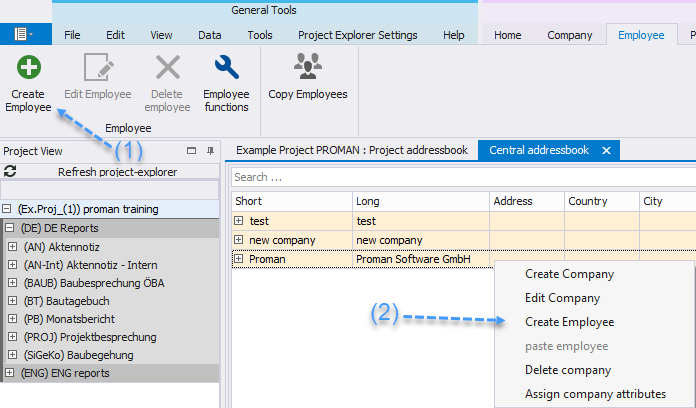 General Tools
File Edit View Data Tools Project Explorer Settings Help Home Company Employee P
Create Employee
Edit Employee
Delete employee
Employee functions
Copy Employees
Employee
(1)
Project View
Refresh project-explorer
(Ex.Proj_(1)) proman training
(DE) DE Reports
(AN) Aktennotiz
(AN-Int) Aktennotiz - Intern
(BAUB) Baubesprechung ÖBA
(BT) Bautagebuch
(PB) Monatsbericht
(PROJ) Projektbesprechung
(SiGeKo) Baubegehung
(ENG) ENG reports
Example Project PROMAN : Project addressbook Central addressbook
Search ...
Short Long Address Country City
test test
new company new company
Proman Proman Software GmbH
(2)
Create Company
Edit Company
Create Employee
paste employee
Delete company
Assign company attributes